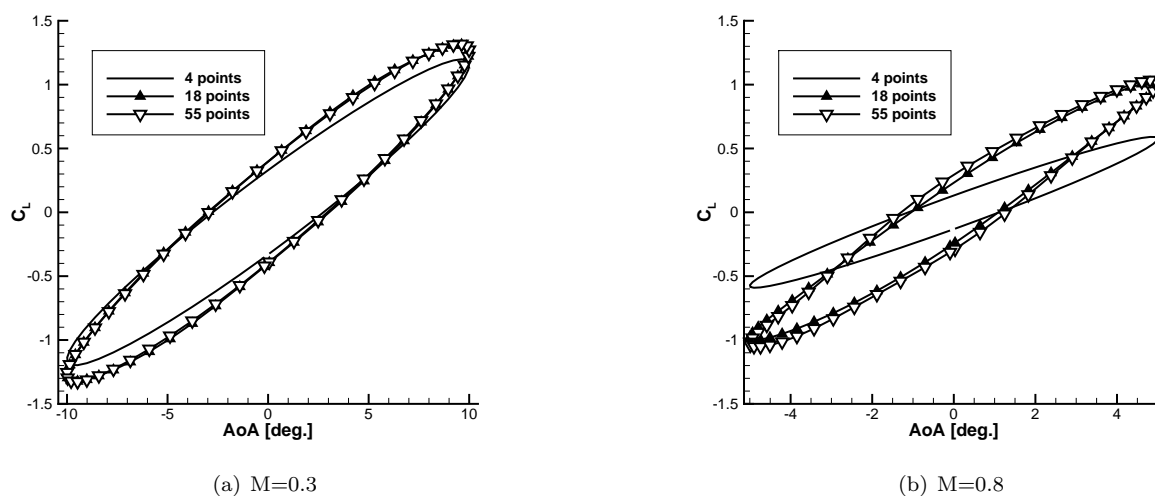 1.5
1
0.5
0
-0.5
-1
-1.5
C_L
4 points
18 points
55 points
-10
-5
0
5
10
AoA [deg.]
(a) M=0.3
1.5
1
0.5
0
-0.5
-1
-1.5
C_L
4 points
18 points
55 points
-4
-2
0
2
4
AoA [deg.]
(b) M=0.8